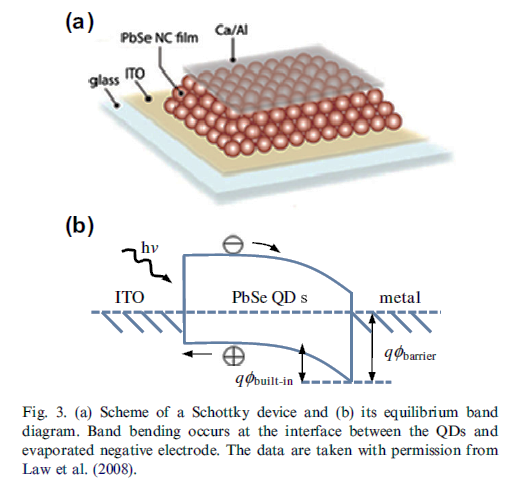 (a)
PbSe NC film
Ca/Al
glass
ITO
(b)
hν
ITO
PbSe QD s
metal
qϕbarrier
qϕbuilt-in
Fig. 3. (a) Scheme of a Schottky device and (b) its equilibrium band
diagram. Band bending occurs at the interface between the QDs and
evaporated negative electrode. The data are taken with permission from
Law et al. (2008).